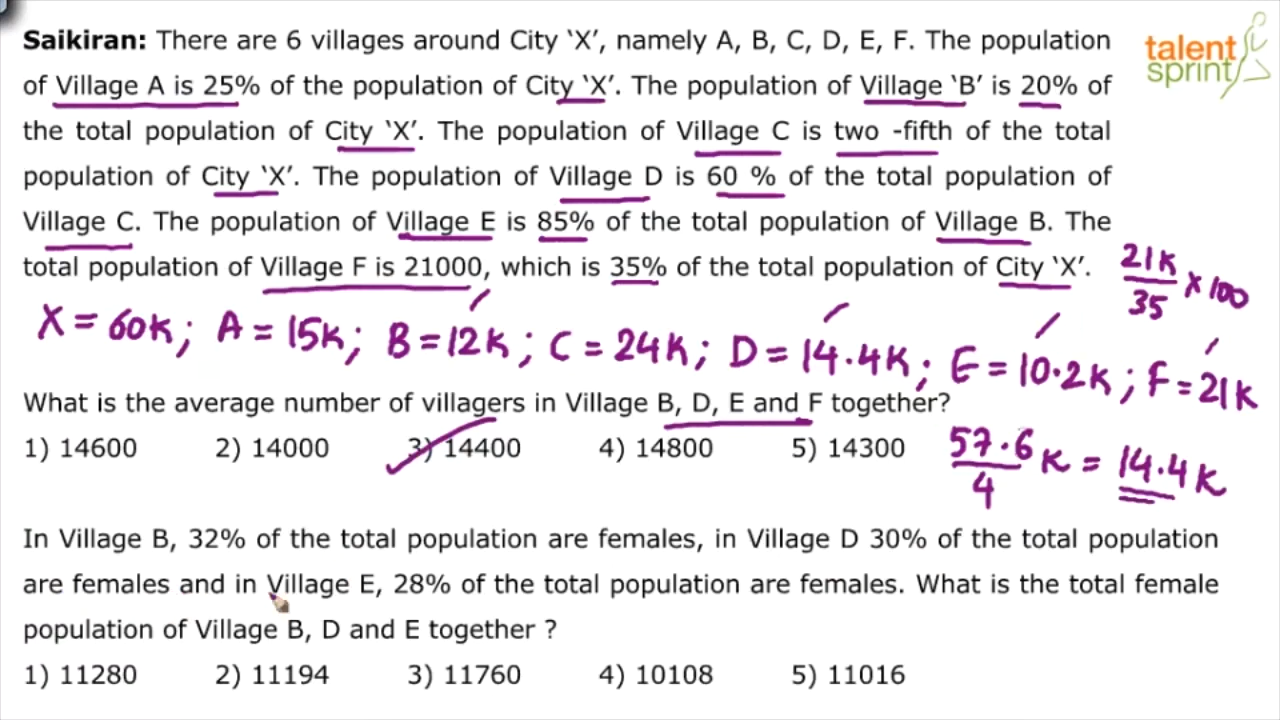 Saikiran: There are 6 villages around City ‘X’, namely A, B, C, D, E, F. The population
of Village A is 25% of the population of City ‘X’. The population of Village ‘B’ is 20% of
the total population of City ‘X’. The population of Village C is two -fifth of the total
population of City ‘X’. The population of Village D is 60 % of the total population of
Village C. The population of Village E is 85% of the total population of Village B. The
total population of Village F is 21000, which is 35% of the total population of City ‘X’.
talent
sprint
21K/35 × 100
X = 60K; A = 15K; B = 12K; C = 24K; D = 14.4K; E = 10.2K; F = 21K
What is the average number of villagers in Village B, D, E and F together?
1) 14600 2) 14000 3) 14400 4) 14800 5) 14300
57.6/4 K = 14.4K
In Village B, 32% of the total population are females, in Village D 30% of the total population
are females and in Village E, 28% of the total population are females. What is the total female
population of Village B, D and E together ?
1) 11280 2) 11194 3) 11760 4) 10108 5) 11016